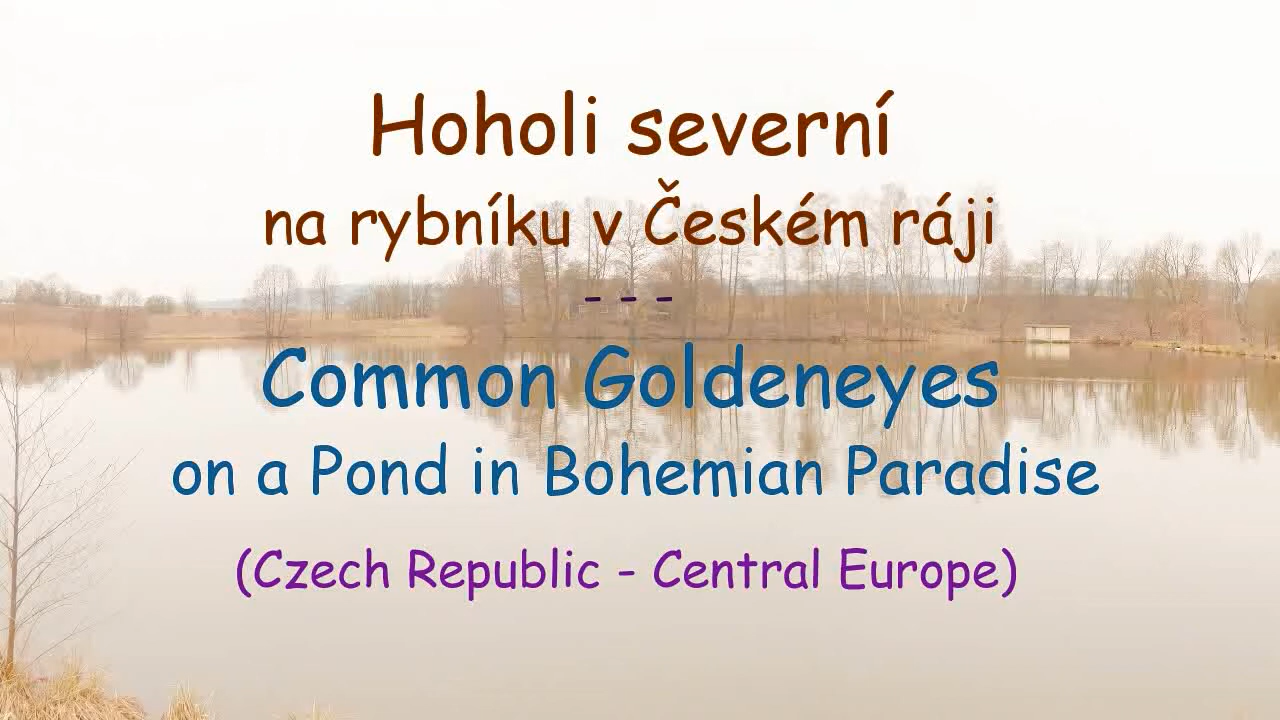 Hoholi severní
na rybníku v Českém ráji
- - -
Common Goldeneyes
on a Pond in Bohemian Paradise
(Czech Republic - Central Europe)